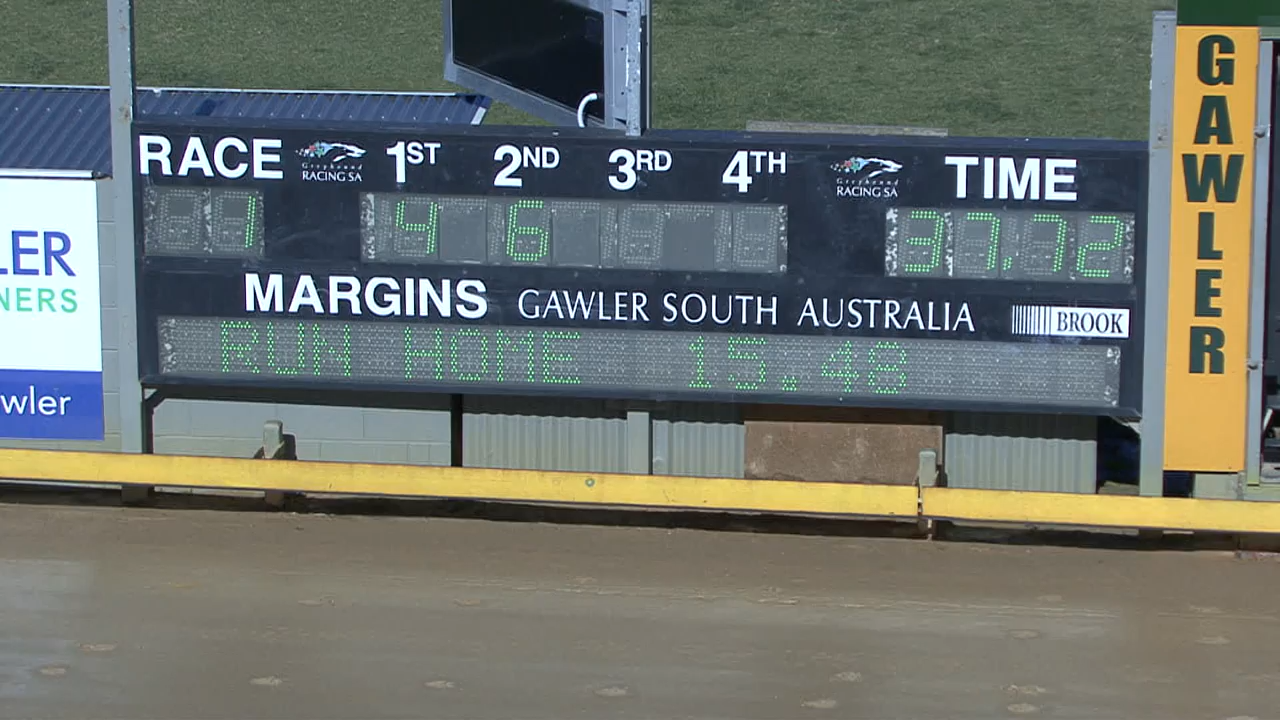 RACE
Greyhound
RACING SA
1ST 2ND 3RD 4TH
Greyhound
RACING SA
TIME
1 4 6 37.72
MARGINS GAWLER SOUTH AUSTRALIA BROOK
RUN HOME 15.48
GAWLER
LER
NERS
wler